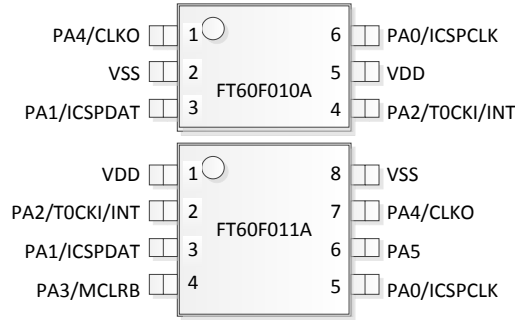 PA4/CLKO 1 6 PA0/ICSPCLK
VSS 2 5 VDD
FT60F010A
PA1/ICSPDAT 3 4 PA2/T0CKI/INT
VDD 1 8 VSS
PA2/T0CKI/INT 2 7 PA4/CLKO
FT60F011A
PA1/ICSPDAT 3 6 PA5
PA3/MCLRB 4 5 PA0/ICSPCLK